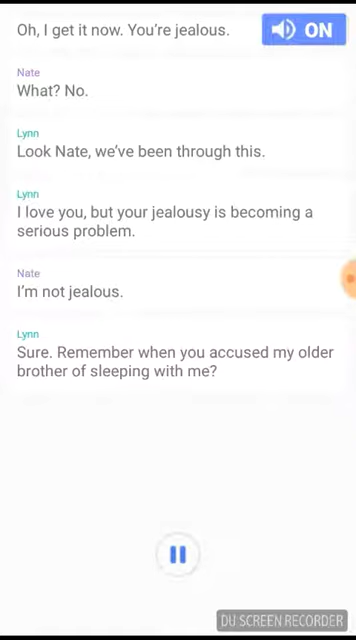 Oh, I get it now. You're jealous.
ON
Nate
What? No.
Lynn
Look Nate, we've been through this.
Lynn
I love you, but your jealousy is becoming a
serious problem.
Nate
I'm not jealous.
Lynn
Sure. Remember when you accused my older
brother of sleeping with me?
DU SCREEN RECORDER